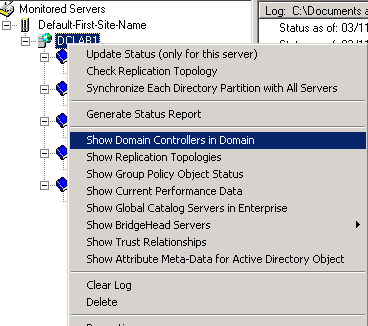 Monitored Servers
Log: C:\Documents a
Default-First-Site-Name
Status as of: 03/11
DCLAB1
Update Status (only for this server)
Check Replication Topology
Synchronize Each Directory Partition with All Servers
Generate Status Report
Show Domain Controllers in Domain
Show Replication Topologies
Show Group Policy Object Status
Show Current Performance Data
Show Global Catalog Servers in Enterprise
Show BridgeHead Servers
Show Trust Relationships
Show Attribute Meta-Data for Active Directory Object
Clear Log
Delete